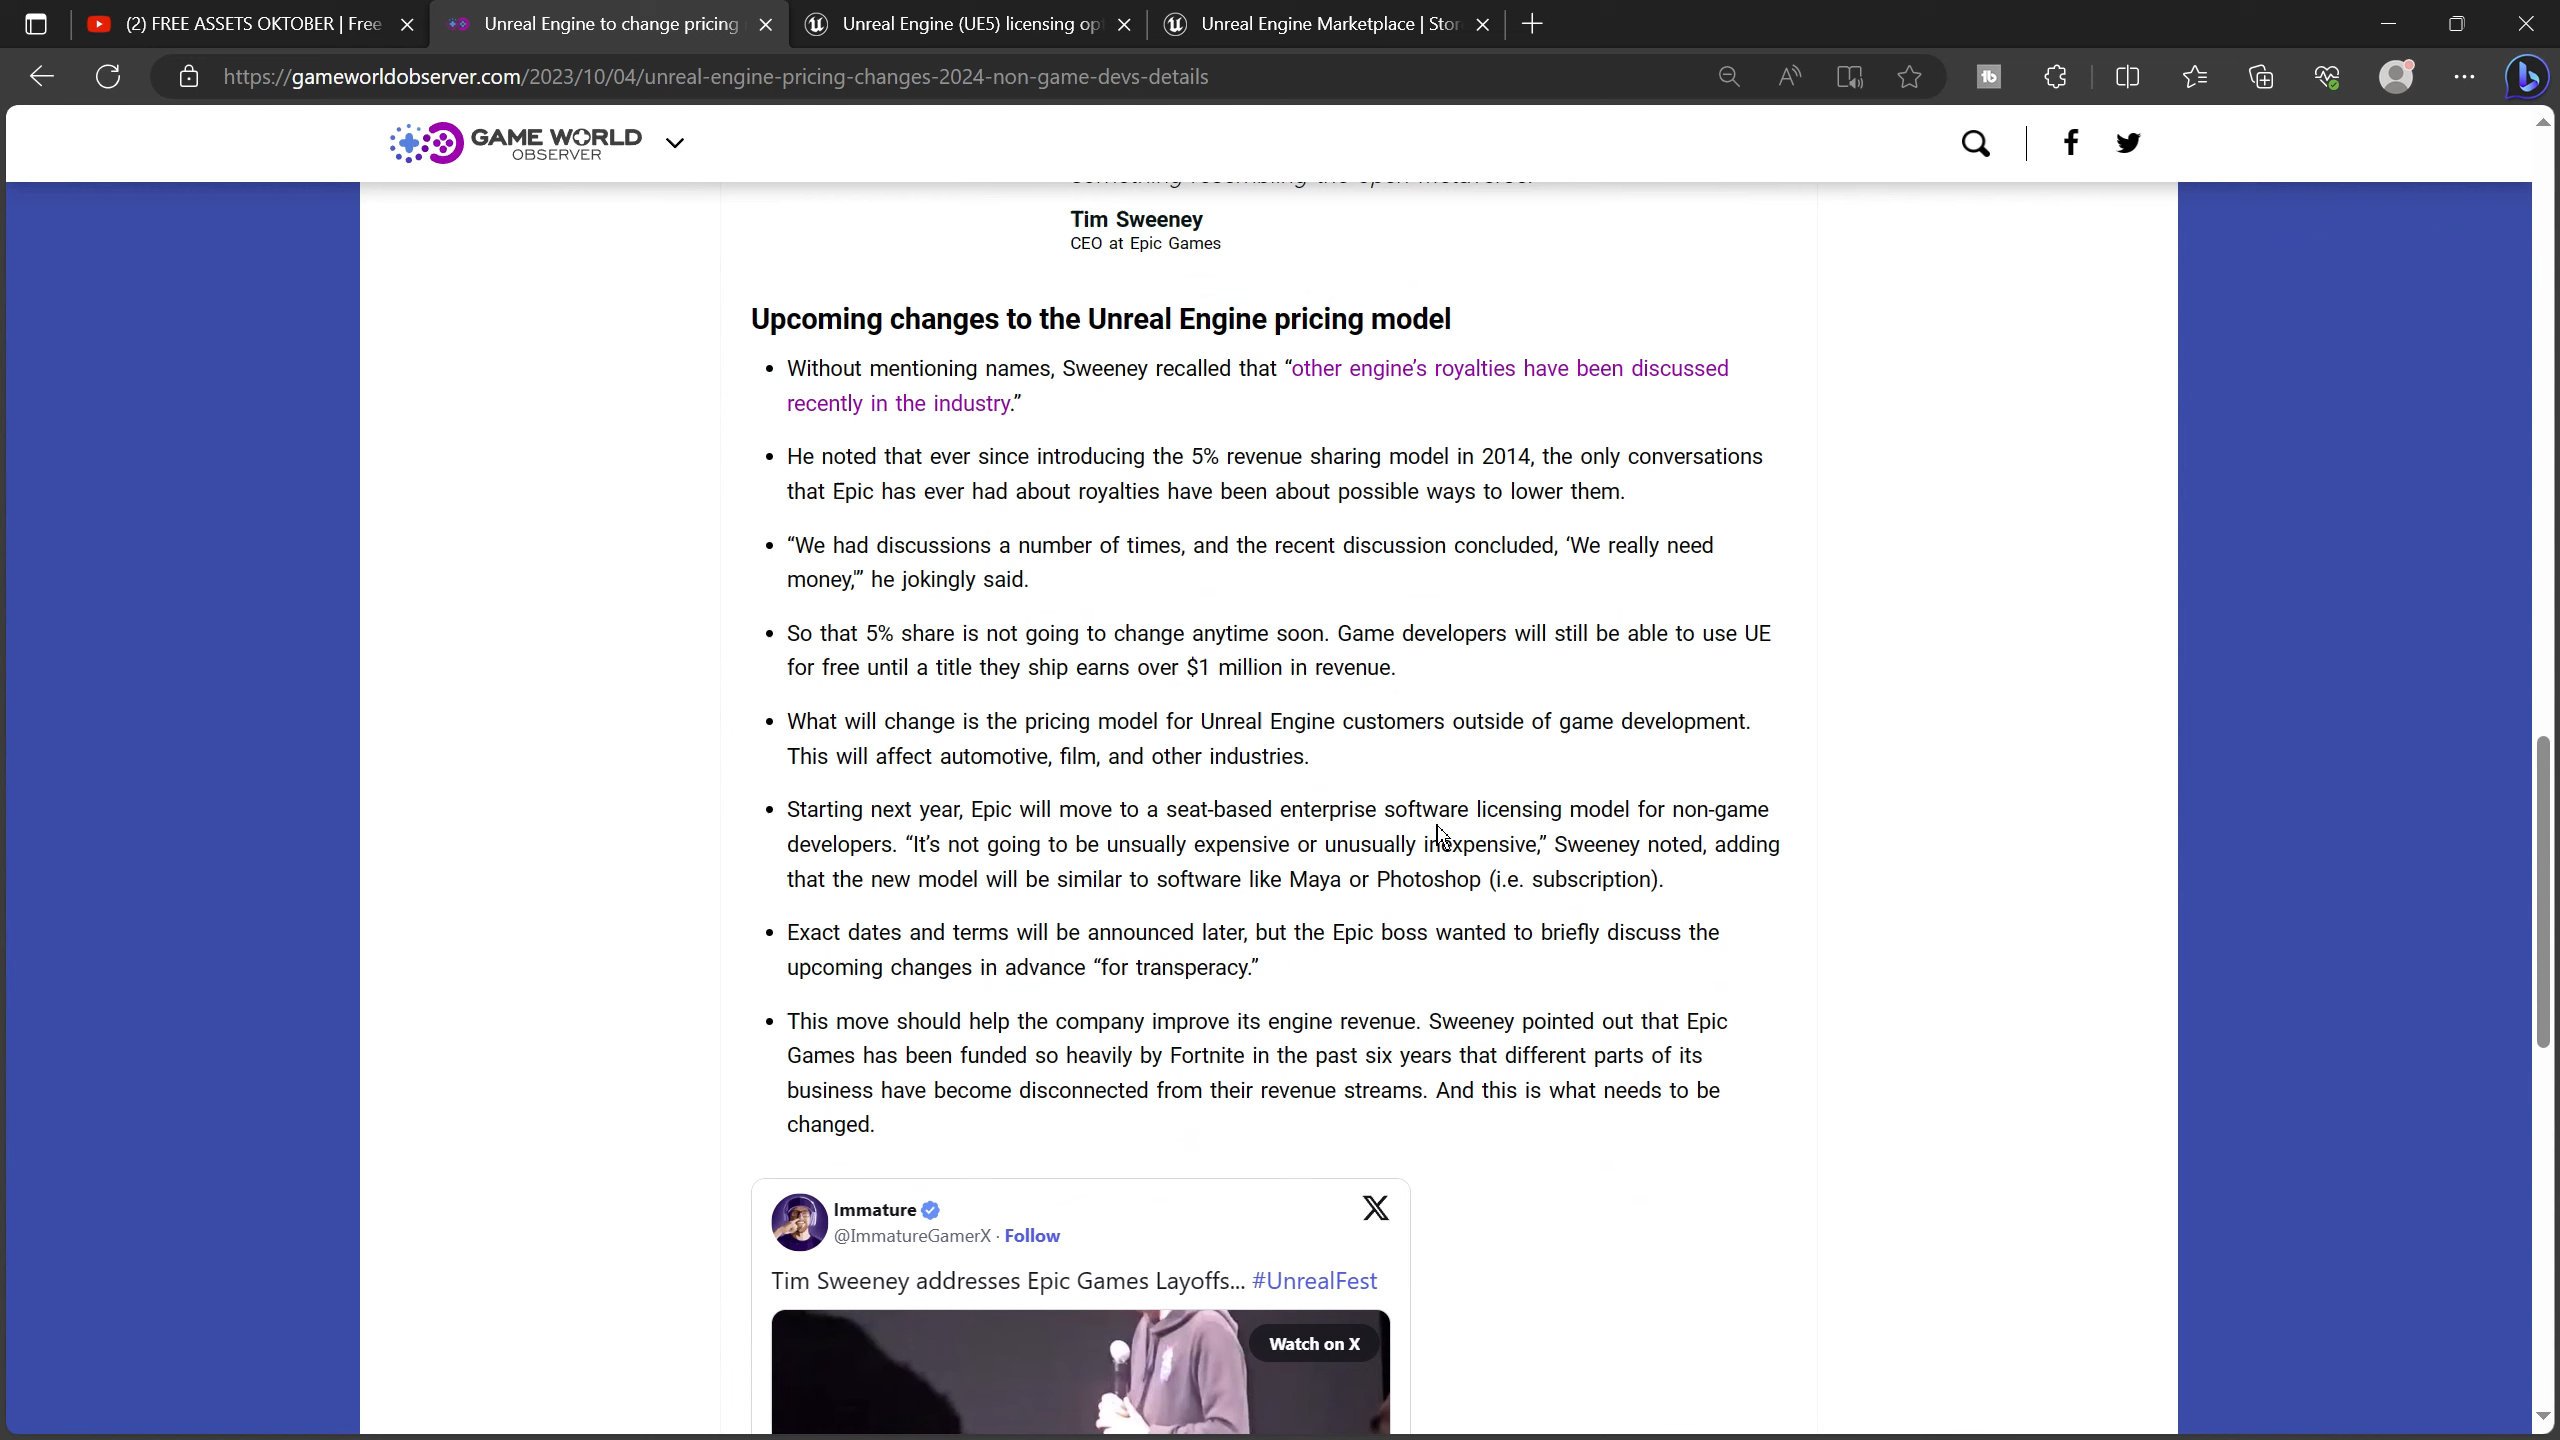 (2) FREE ASSETS OKTOBER | Free
Unreal Engine to change pricing
Unreal Engine (UE5) licensing op
Unreal Engine Marketplace | Stor
https://gameworldobserver.com/2023/10/04/unreal-engine-pricing-changes-2024-non-game-devs-details
GAME WORLD
OBSERVER
Tim Sweeney
CEO at Epic Games
Upcoming changes to the Unreal Engine pricing model
• Without mentioning names, Sweeney recalled that “other engine’s royalties have been discussed
recently in the industry.”
• He noted that ever since introducing the 5% revenue sharing model in 2014, the only conversations
that Epic has ever had about royalties have been about possible ways to lower them.
• “We had discussions a number of times, and the recent discussion concluded, ‘We really need
money,’” he jokingly said.
• So that 5% share is not going to change anytime soon. Game developers will still be able to use UE
for free until a title they ship earns over $1 million in revenue.
• What will change is the pricing model for Unreal Engine customers outside of game development.
This will affect automotive, film, and other industries.
• Starting next year, Epic will move to a seat-based enterprise software licensing model for non-game
developers. “It’s not going to be unsually expensive or unusually inexpensive,” Sweeney noted, adding
that the new model will be similar to software like Maya or Photoshop (i.e. subscription).
• Exact dates and terms will be announced later, but the Epic boss wanted to briefly discuss the
upcoming changes in advance “for transperacy.”
• This move should help the company improve its engine revenue. Sweeney pointed out that Epic
Games has been funded so heavily by Fortnite in the past six years that different parts of its
business have become disconnected from their revenue streams. And this is what needs to be
changed.
Immature
@ImmatureGamerX · Follow
Tim Sweeney addresses Epic Games Layoffs... #UnrealFest
Watch on X